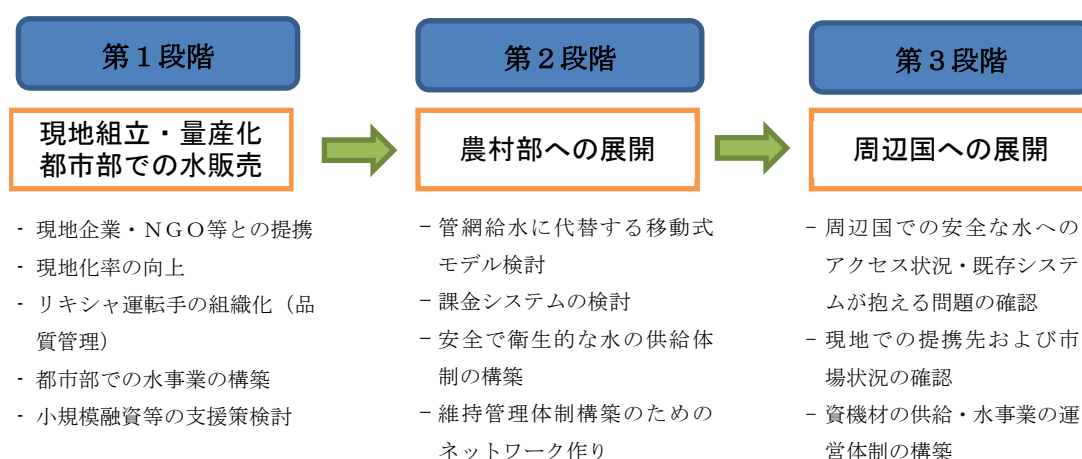 第１段階
現地組立・量産化
都市部での水販売
- 現地企業・ＮＧＯ等との提携
- 現地化率の向上
- リキシャ運転手の組織化（品
質管理）
- 都市部での水事業の構築
- 小規模融資等の支援策検討
第２段階
農村部への展開
－管網給水に代替する移動式
モデル検討
－課金システムの検討
－安全で衛生的な水の供給体
制の構築
－維持管理体制構築のための
ネットワーク作り
第３段階
周辺国への展開
－周辺国での安全な水への
アクセス状況・既存システ
ムが抱える問題の確認
－現地での提携先および市
場状況の確認
－資機材の供給・水事業の運
営体制の構築